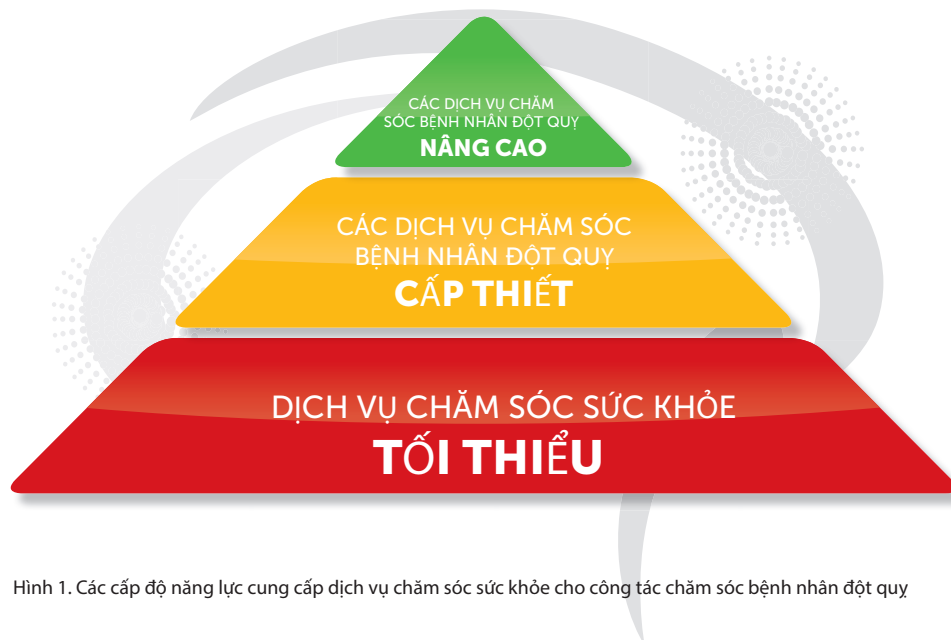 CÁC DỊCH VỤ CHĂM
SÓC BỆNH NHÂN ĐỘT QUỴ
NÂNG CAO
CÁC DỊCH VỤ CHĂM SÓC
BỆNH NHÂN ĐỘT QUỴ
CẤP THIẾT
DỊCH VỤ CHĂM SÓC SỨC KHỎE
TỐI THIỂU
Hình 1. Các cấp độ năng lực cung cấp dịch vụ chăm sóc sức khỏe cho công tác chăm sóc bệnh nhân đột quỵ